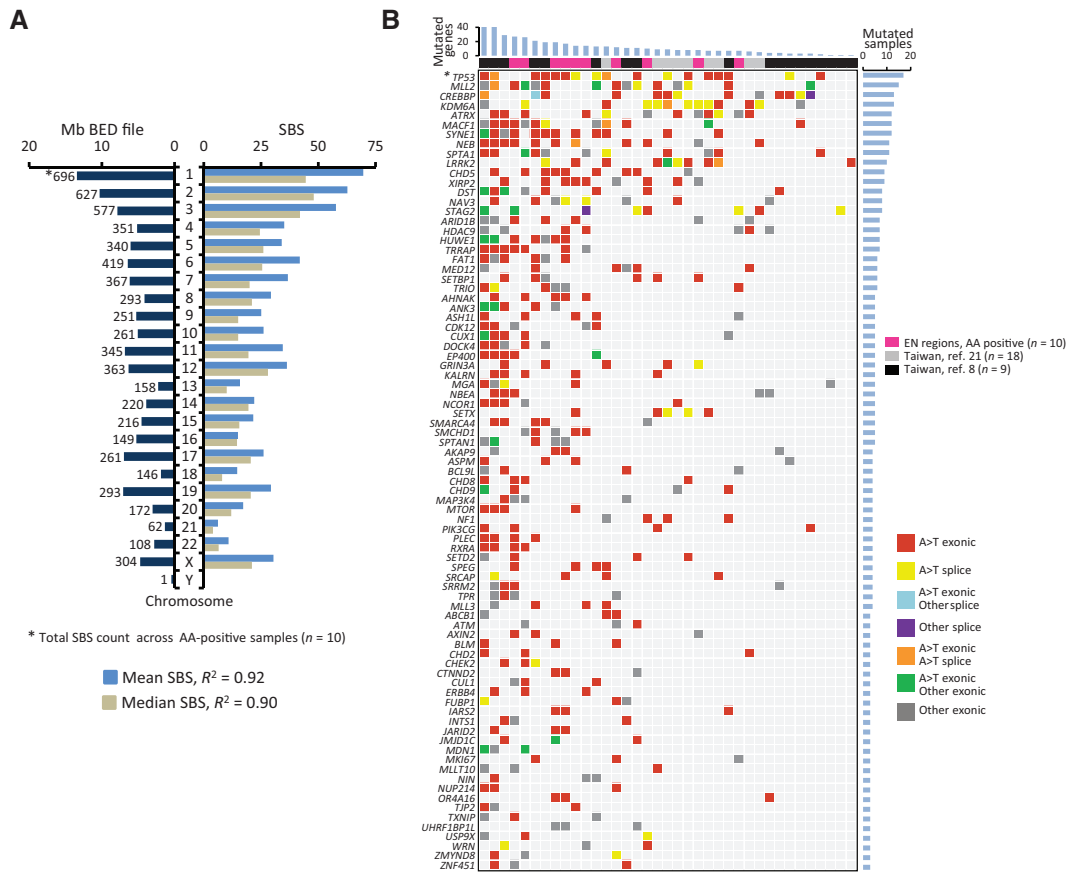 A
Mb BED file
SBS
20
10
0
0
25
50
75
*696
1
627
2
577
3
351
4
340
5
419
6
367
7
293
8
251
9
261
10
345
11
363
12
158
13
220
14
216
15
149
16
261
17
146
18
293
19
172
20
62
21
108
22
304
X
1
Y
Chromosome
* Total SBS count across AA-positive samples (n = 10)
Mean SBS, R² = 0.92
Median SBS, R² = 0.90
B
Mutated genes
40
20
0
Mutated samples
0
10
20
* TP53
MLL2
CREBBP
KDM6A
ATRX
MACF1
SYNE1
NEB
SPTA1
LRRK2
CHD5
XIRP2
DST
NAV3
STAG2
ARID1B
HDAC9
HUWE1
TRRAP
FAT1
MED12
SETBP1
TRIO
AHNAK
ANK3
ASH1L
CDK12
CUX1
DOCK4
EP400
GRIN3A
KALRN
MGA
NBEA
NCOR1
SETX
SMARCA4
SMCHD1
SPTAN1
AKAP9
ASPM
BCL9L
CHD8
CHD9
MAP3K4
MTOR
NF1
PIK3CG
PLEC
RXRA
SETD2
SPEG
SRCAP
SRRM2
TPR
MLL3
ABCB1
ATM
AXIN2
BLM
CHD2
CHEK2
CTNND2
CUL1
ERBB4
FUBP1
IARS2
INTS1
JARID2
JMJD1C
MDN1
MKI67
MLLT10
NIN
NUP214
OR4A16
TJP2
TXNIP
UHRF1BP1L
USP9X
WRN
ZMYND8
ZNF451
EN regions, AA positive (n = 10)
Taiwan, ref. 21 (n = 18)
Taiwan, ref. 8 (n = 9)
A>T exonic
A>T splice
A>T exonic
Other splice
Other splice
A>T exonic
A>T splice
A>T exonic
Other exonic
Other exonic